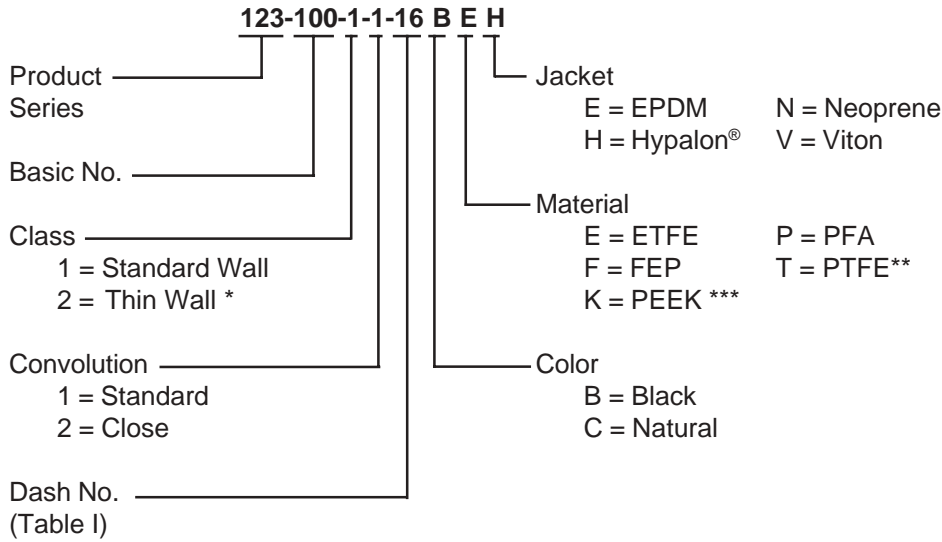 123-100-1-1-16 B E H
Product
Series
Basic No.
Class
1 = Standard Wall
2 = Thin Wall *
Convolution
1 = Standard
2 = Close
Dash No.
(Table I)
Jacket
E = EPDM N = Neoprene
H = Hypalon® V = Viton
Material
E = ETFE P = PFA
F = FEP T = PTFE**
K = PEEK ***
Color
B = Black
C = Natural